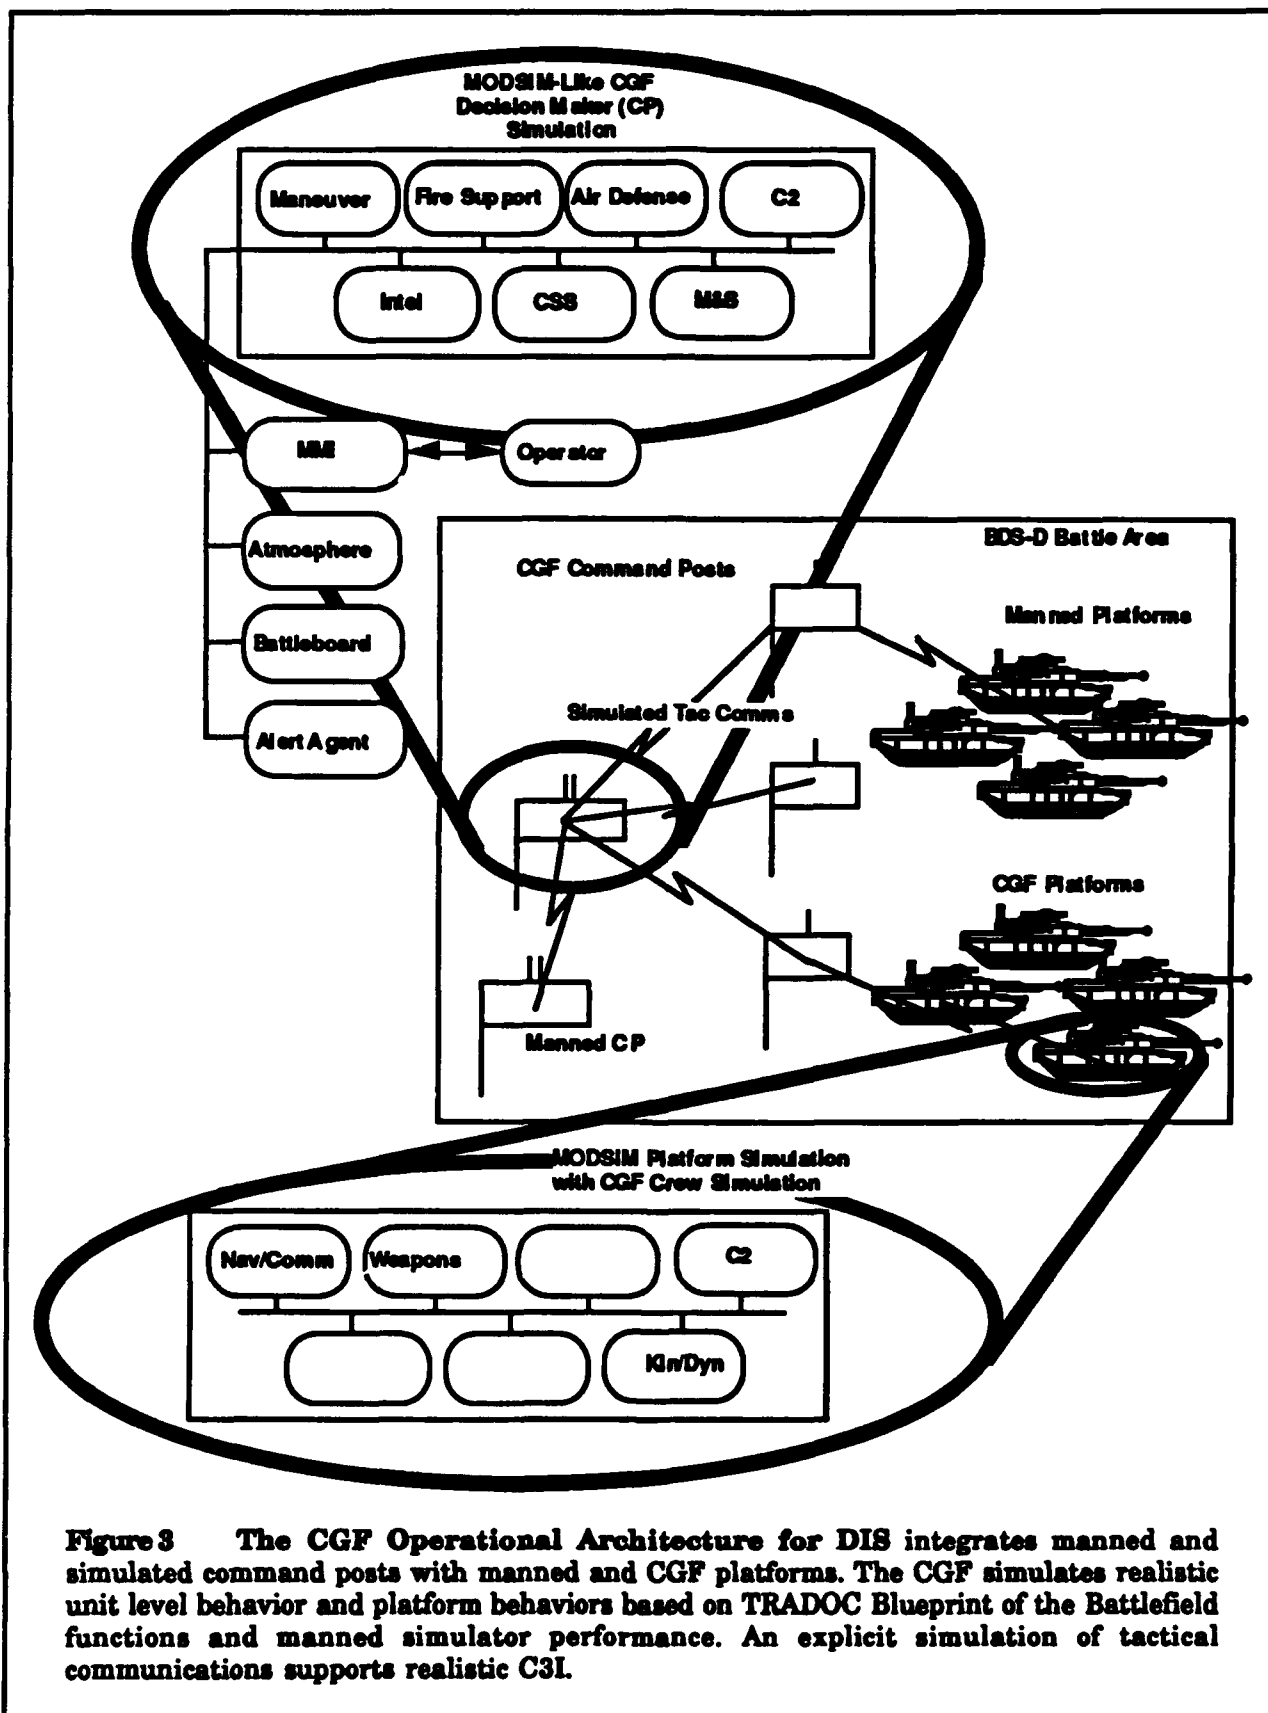 MODSIM-Like CGF
Decision Maker (CP)
Simulation
Maneuver
Fire Support
Air Defense
C2
Intel
CSS
M&S
MMI
Operator
Atmosphere
Battleboard
Alert Agent
BDS-D Battle Area
CGF Command Posts
Manned Platforms
Simulated Tac Comms
CGF Platforms
Manned CP
MODSIM Platform Simulation
with CGF Crew Simulation
Nav/Comm
Weapons
C2
Kin/Dyn
Figure 3 The CGF Operational Architecture for DIS integrates manned and
simulated command posts with manned and CGF platforms. The CGF simulates realistic
unit level behavior and platform behaviors based on TRADOC Blueprint of the Battlefield
functions and manned simulator performance. An explicit simulation of tactical
communications supports realistic C3I.